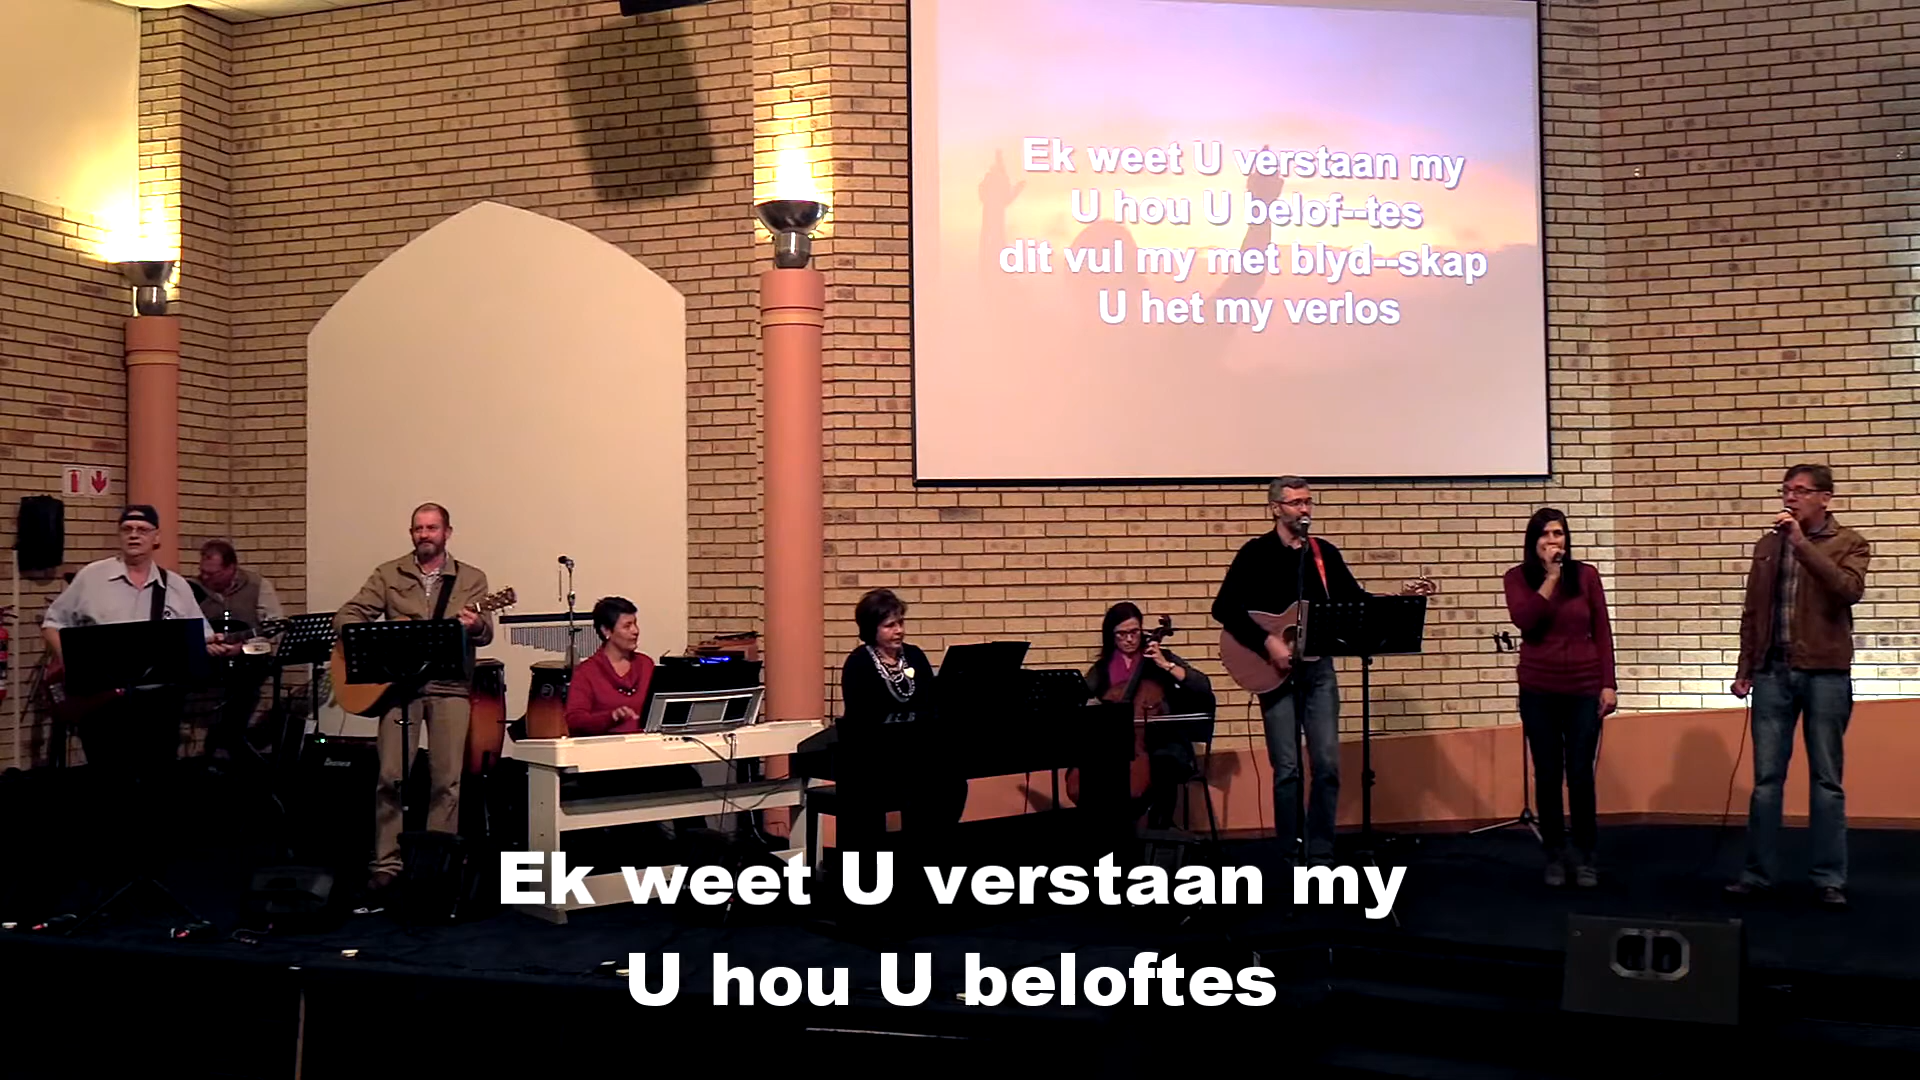 Ek weet U verstaan my
U hou U belof--tes
dit vul my met blyd--skap
U het my verlos
Ek weet U verstaan my
U hou U beloftes